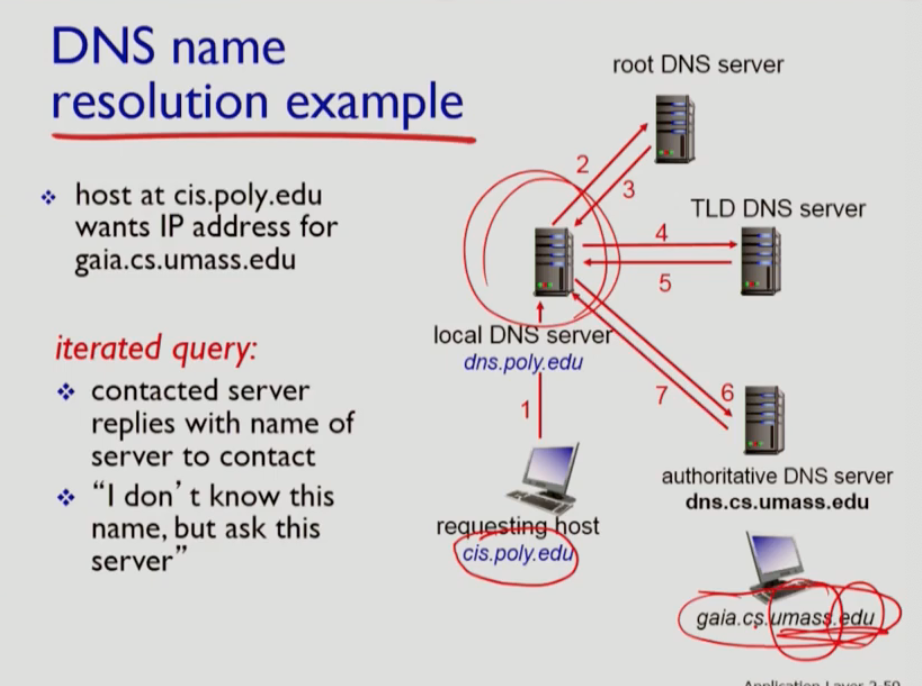 DNS name
resolution example
❖ host at cis.poly.edu
wants IP address for
gaia.cs.umass.edu
iterated query:
❖ contacted server
replies with name of
server to contact
❖ “I don’ t know this
name, but ask this
server”
root DNS server
2
3
TLD DNS server
4
5
local DNS server
dns.poly.edu
1
7
6
authoritative DNS server
dns.cs.umass.edu
requesting host
cis.poly.edu
gaia.cs.umass.edu
Application Layer 2-59